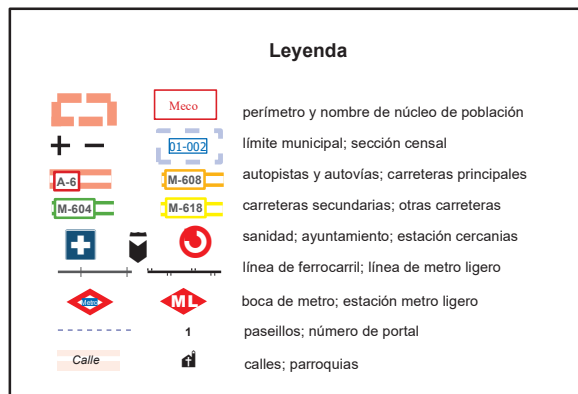 Leyenda
Meco perímetro y nombre de núcleo de población
01-002 límite municipal; sección censal
A-6 M-608 autopistas y autovías; carreteras principales
M-604 M-618 carreteras secundarias; otras carreteras
sanidad; ayuntamiento; estación cercanias
línea de ferrocarril; línea de metro ligero
Metro ML boca de metro; estación metro ligero
1 paseillos; número de portal
Calle calles; parroquias